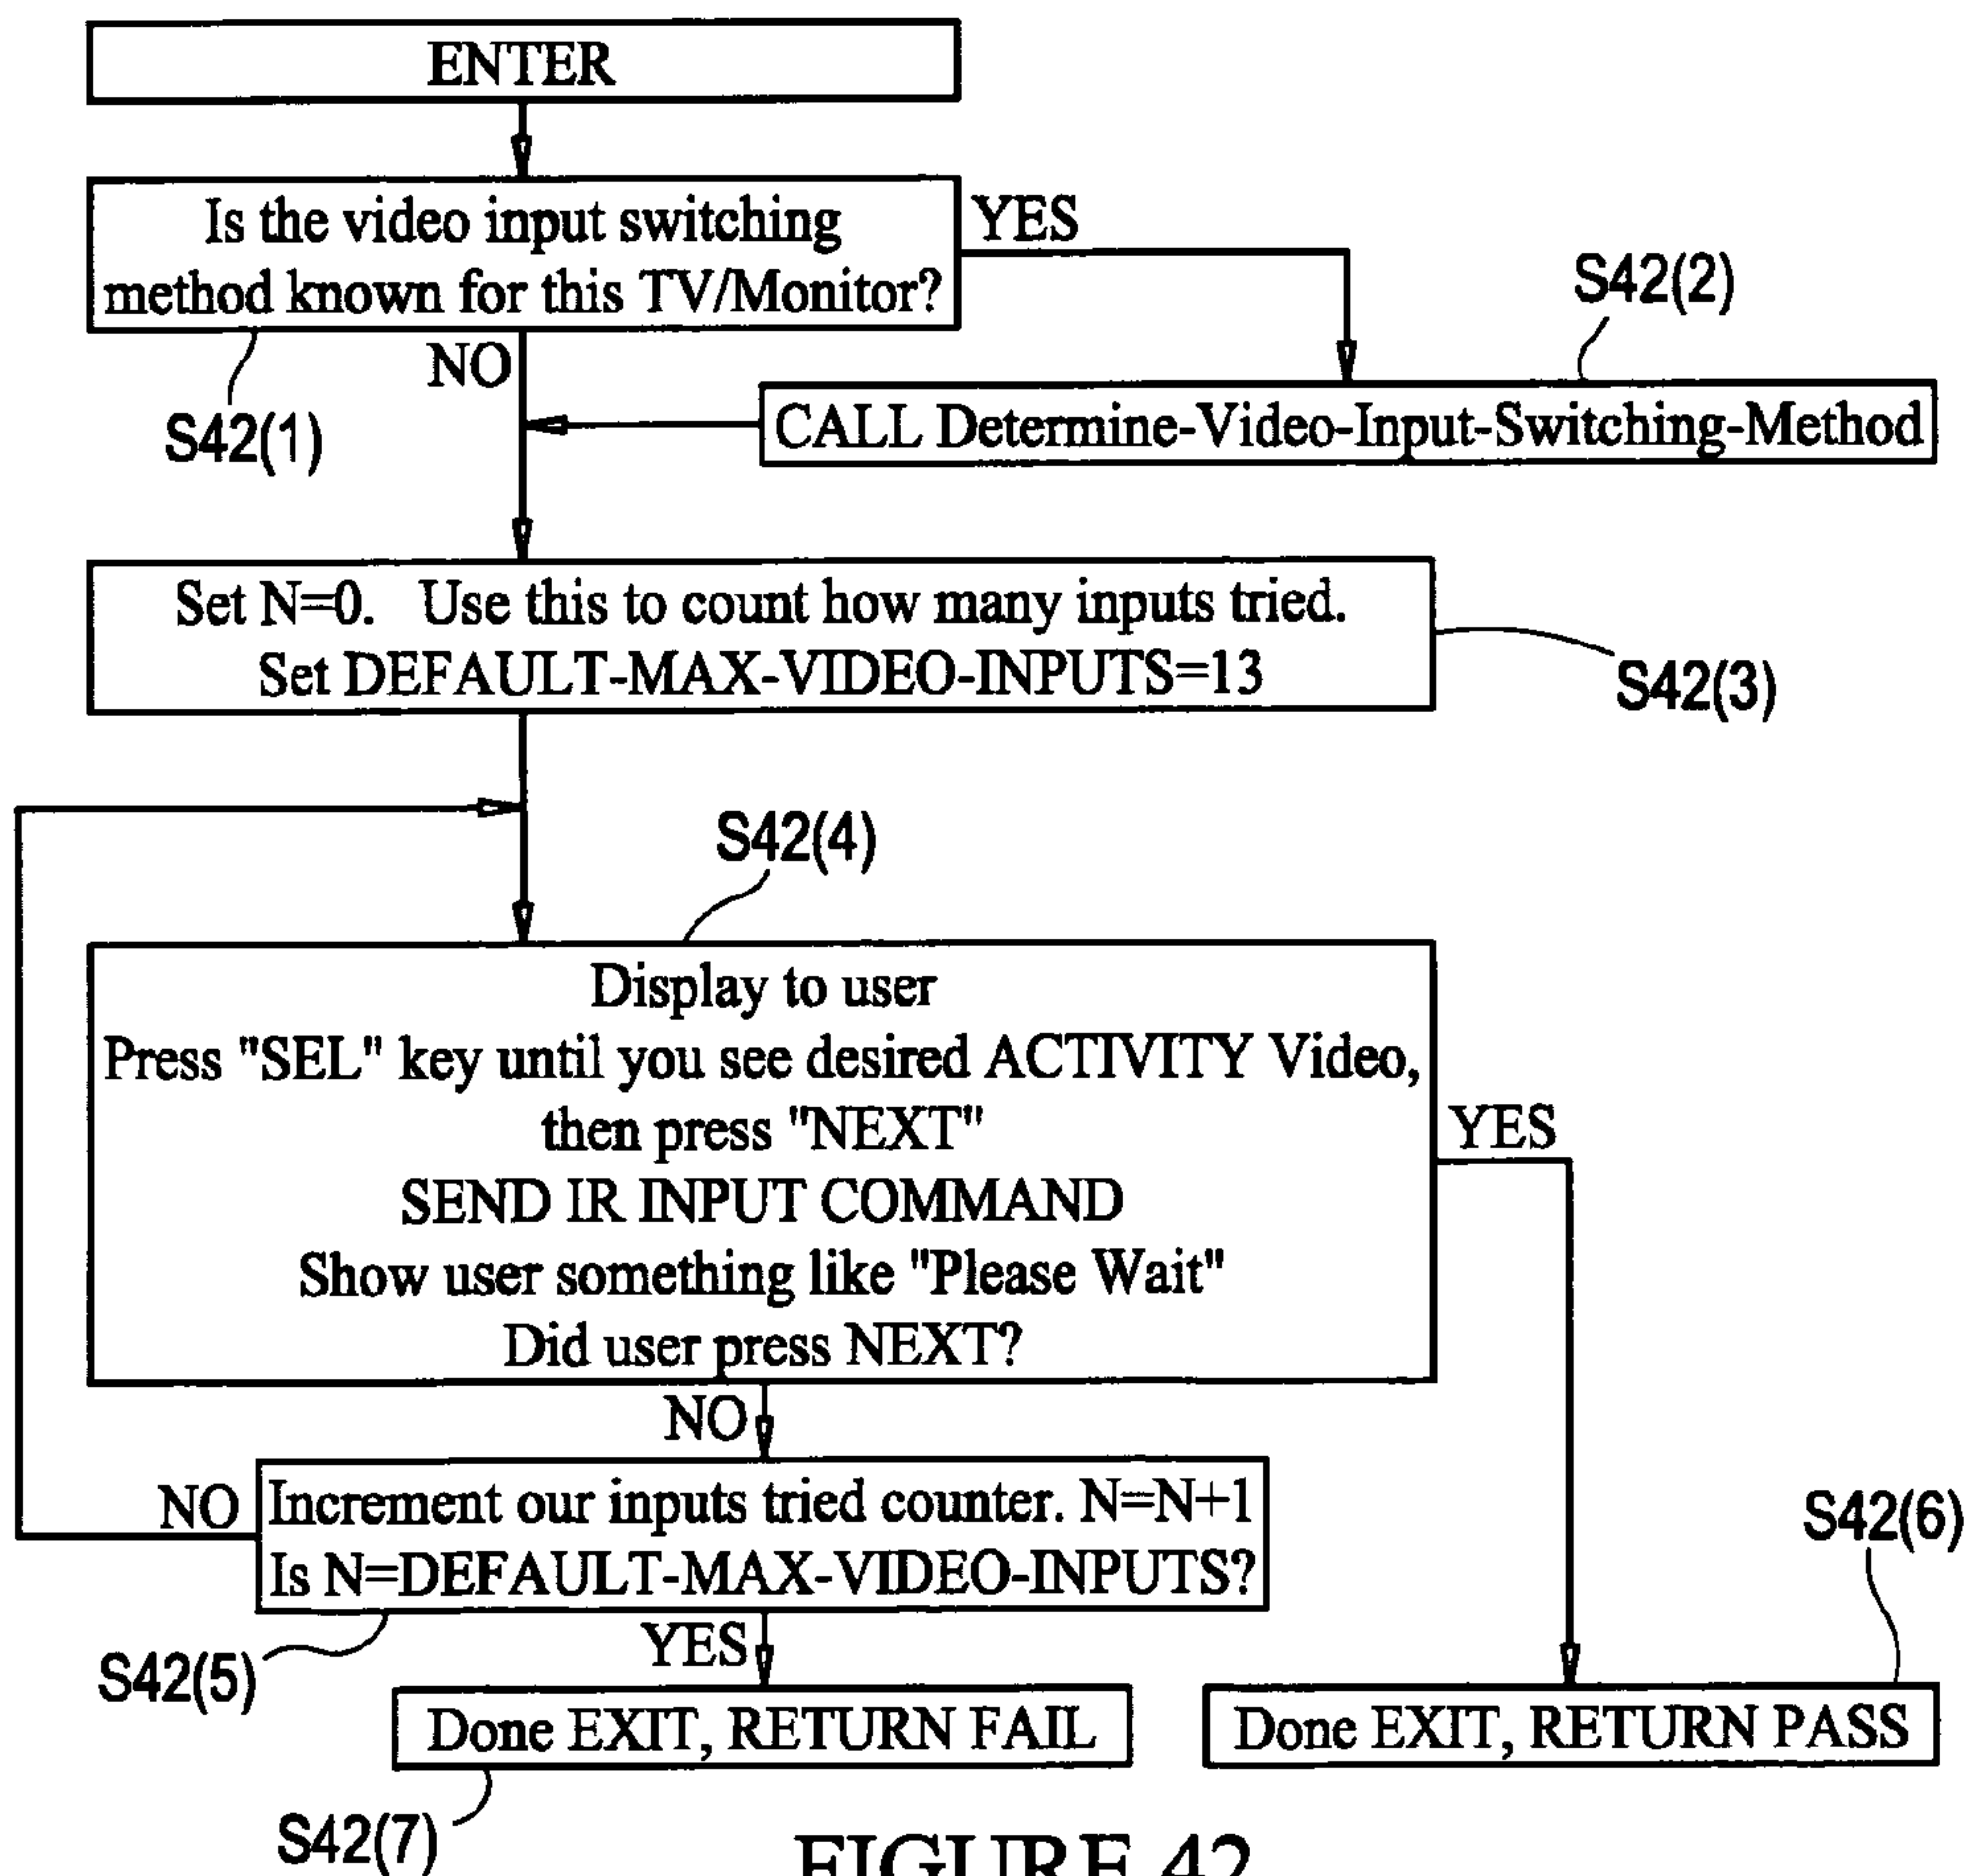 ENTER
Is the video input switching
method known for this TV/Monitor?
YES
S42(2)
NO
S42(1)
CALL Determine-Video-Input-Switching-Method
Set N=0. Use this to count how many inputs tried.
Set DEFAULT-MAX-VIDEO-INPUTS=13
S42(3)
S42(4)
Display to user
Press "SEL" key until you see desired ACTIVITY Video,
then press "NEXT"
SEND IR INPUT COMMAND
Show user something like "Please Wait"
Did user press NEXT?
YES
NO
NO
Increment our inputs tried counter. N=N+1
Is N=DEFAULT-MAX-VIDEO-INPUTS?
S42(6)
S42(5)
YES
Done EXIT, RETURN FAIL
Done EXIT, RETURN PASS
S42(7)
FIGURE 42